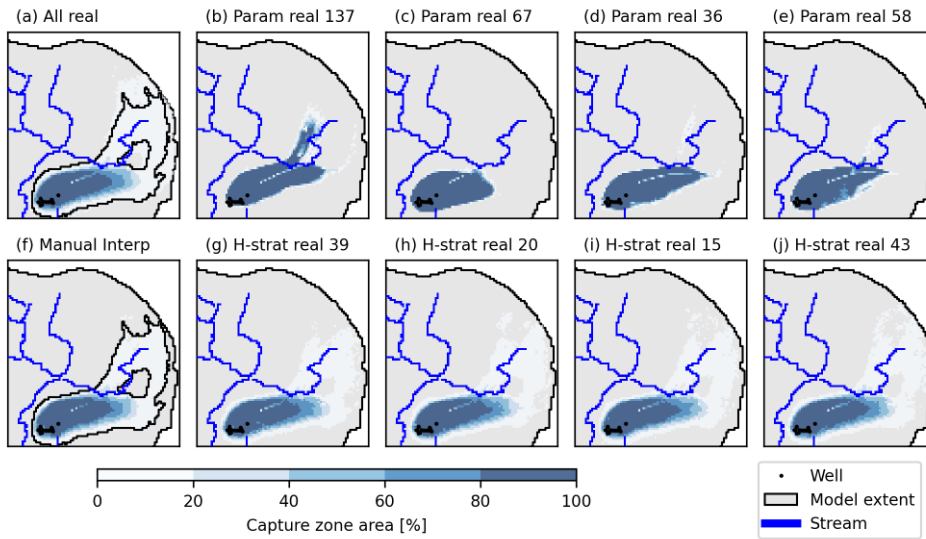 (a) All real
(b) Param real 137
(c) Param real 67
(d) Param real 36
(e) Param real 58
(f) Manual Interp
(g) H-strat real 39
(h) H-strat real 20
(i) H-strat real 15
(j) H-strat real 43
0 20 40 60 80 100
Capture zone area [%]
Well
Model extent
Stream